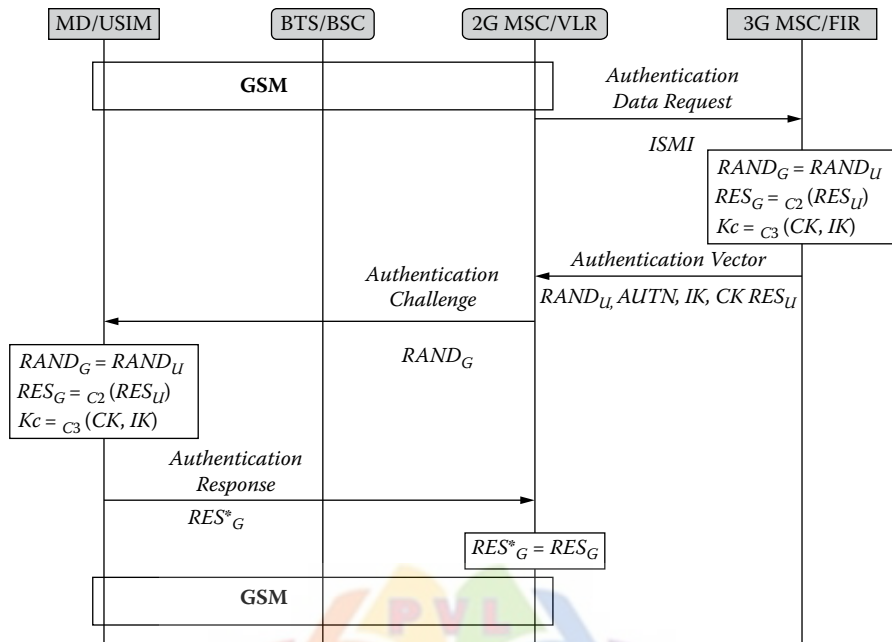 MD/USIM
BTS/BSC
2G MSC/VLR
3G MSC/FIR
GSM
Authentication
Data Request
ISMI
RAND_G = RAND_U
RES_G = C2 (RES_U)
Kc = C3 (CK, IK)
Authentication Vector
RAND_U, AUTN, IK, CK RES_U
Authentication
Challenge
RAND_G
RAND_G = RAND_U
RES_G = C2 (RES_U)
Kc = C3 (CK, IK)
Authentication
Response
RES*_G
RES*_G = RES_G
GSM
PVL